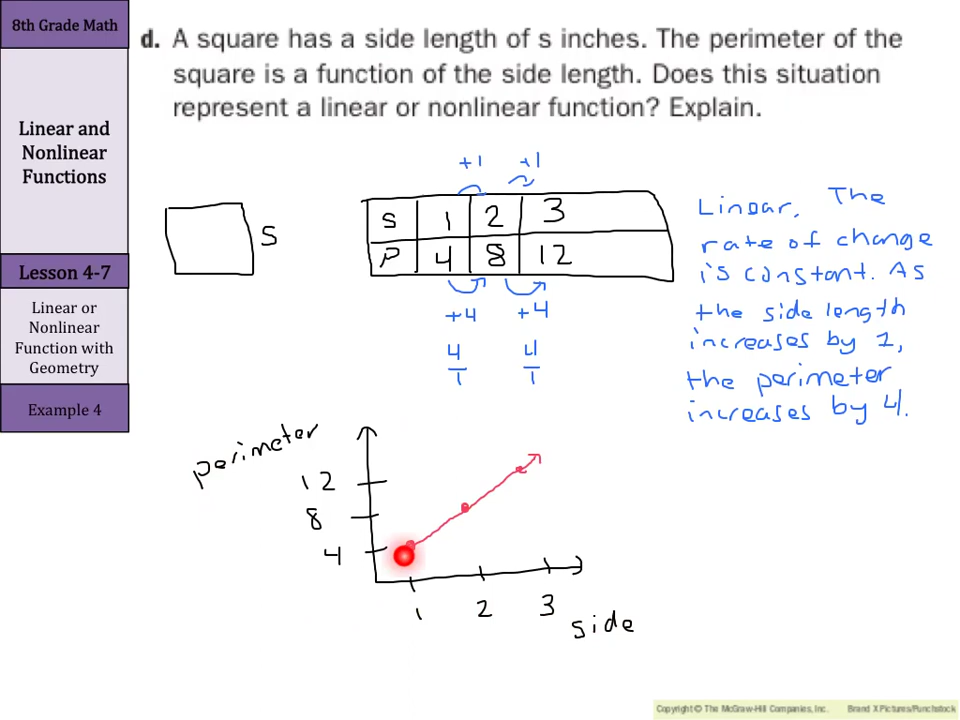 8th Grade Math
d. A square has a side length of s inches. The perimeter of the
square is a function of the side length. Does this situation
represent a linear or nonlinear function? Explain.
Linear and
Nonlinear
Functions
Lesson 4-7
Linear or
Nonlinear
Function with
Geometry
Example 4
S
+1 +1
S 1 2 3
P 4 8 12
+4 +4
4 4
1 1
Linear. The
rate of change
is constant. As
the side length
increases by 1,
the perimeter
increases by 4.
perimeter
12
8
4
1 2 3
side
Copyright © The McGraw-Hill Companies, Inc. Brand X Pictures/Punchstock